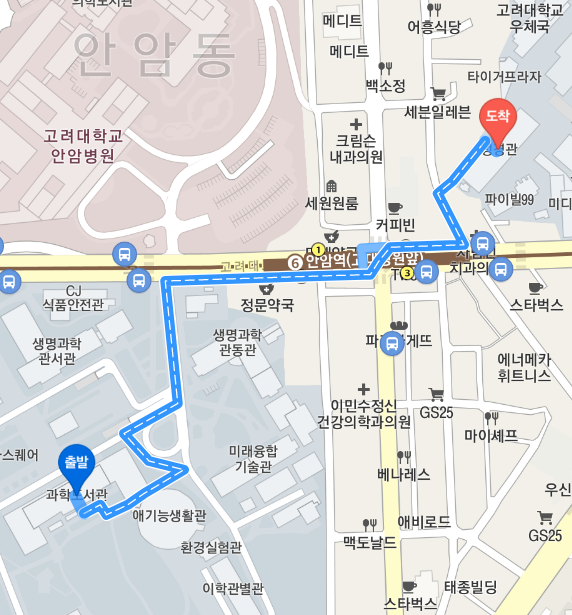 의학도서관
메디트
어흥식당
고려대학교
우체국
메디트
안암동
백소정
타이거프라자
세븐일레븐
도착
고려대학교
안암병원
크림슨
내과의원
세원원룸
파이빌99
커피빈
1
고려대
6 안암역(고
3
CJ
식품안전관
정문약국
치과의
스타벅스
생명과학
관서관
생명과학
관동관
에너메카
휘트니스
이민수정신
건강의학과의원
GS25
마이셰프
스퀘어
출발
미래융합
기술관
베나레스
애기능생활관
애비로드
우신
GS25
환경실험관
맥도날드
이학관별관
스타벅스
태종빌딩